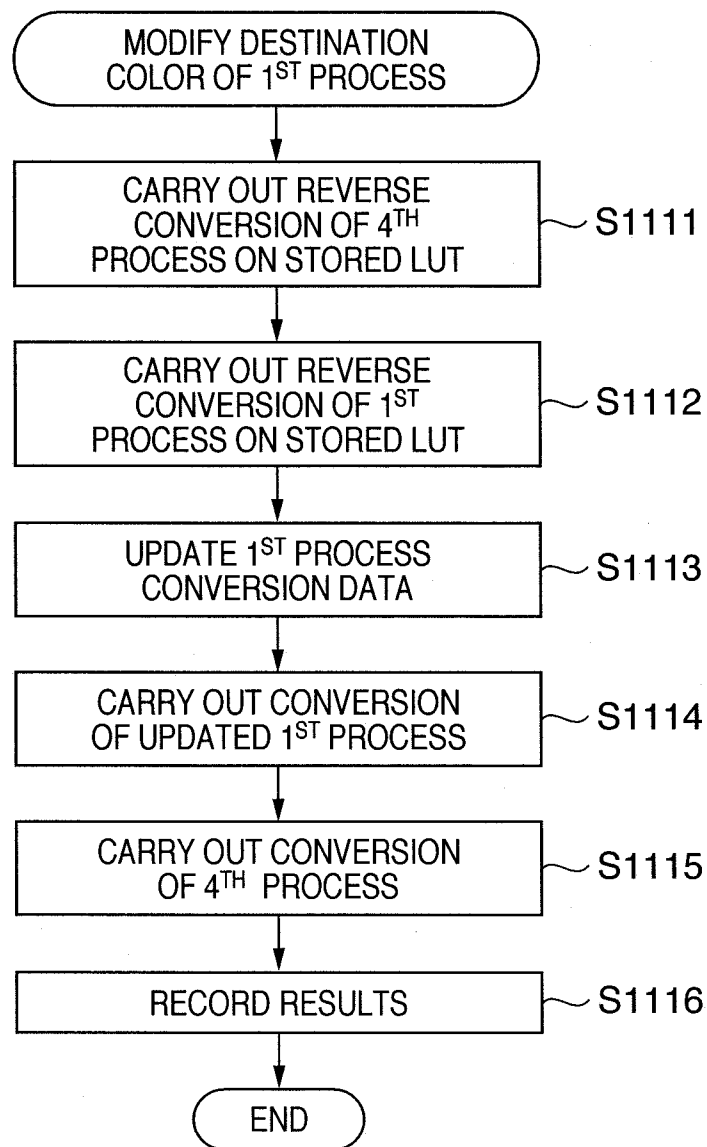 MODIFY DESTINATION
COLOR OF 1ST PROCESS
CARRY OUT REVERSE
CONVERSION OF 4TH
PROCESS ON STORED LUT
S1111
CARRY OUT REVERSE
CONVERSION OF 1ST
PROCESS ON STORED LUT
S1112
UPDATE 1ST PROCESS
CONVERSION DATA
S1113
CARRY OUT CONVERSION
OF UPDATED 1ST PROCESS
S1114
CARRY OUT CONVERSION
OF 4TH PROCESS
S1115
RECORD RESULTS
S1116
END